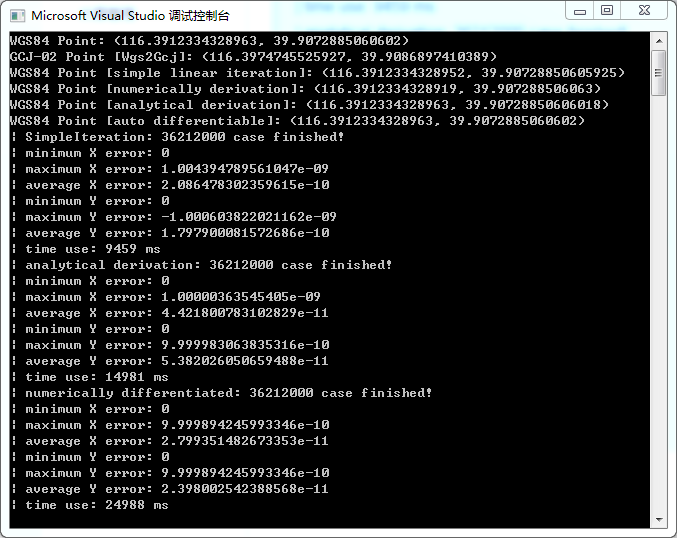 Microsoft Visual Studio 调试控制台
WGS84 Point: (116.3912334328963, 39.9072885060602)
GCJ-02 Point [Wgs2Gcj]: (116.3974745525927, 39.9086897410389)
WGS84 Point [simple linear iteration]: (116.3912334328952, 39.90728850605925)
WGS84 Point [numerically derivation]: (116.3912334328919, 39.907288506063)
WGS84 Point [analytical derivation]: (116.3912334328963, 39.90728850606018)
WGS84 Point [auto differentiable]: (116.3912334328963, 39.9072885060602)
| SimpleIteration: 36212000 case finished!
| minimum X error: 0
| maximum X error: 1.004394789561047e-09
| average X error: 2.086478302359615e-10
| minimum Y error: 0
| maximum Y error: -1.000603822021162e-09
| average Y error: 1.797900081572686e-10
| time use: 9459 ms
| analytical derivation: 36212000 case finished!
| minimum X error: 0
| maximum X error: 1.00000363545405e-09
| average X error: 4.421800783102829e-11
| minimum Y error: 0
| maximum Y error: 9.999983063835316e-10
| average Y error: 5.382026050659488e-11
| time use: 14981 ms
| numerically differentiated: 36212000 case finished!
| minimum X error: 0
| maximum X error: 9.999894245993346e-10
| average X error: 2.799351482673353e-11
| minimum Y error: 0
| maximum Y error: 9.999894245993346e-10
| average Y error: 2.398002542388568e-11
| time use: 24988 ms